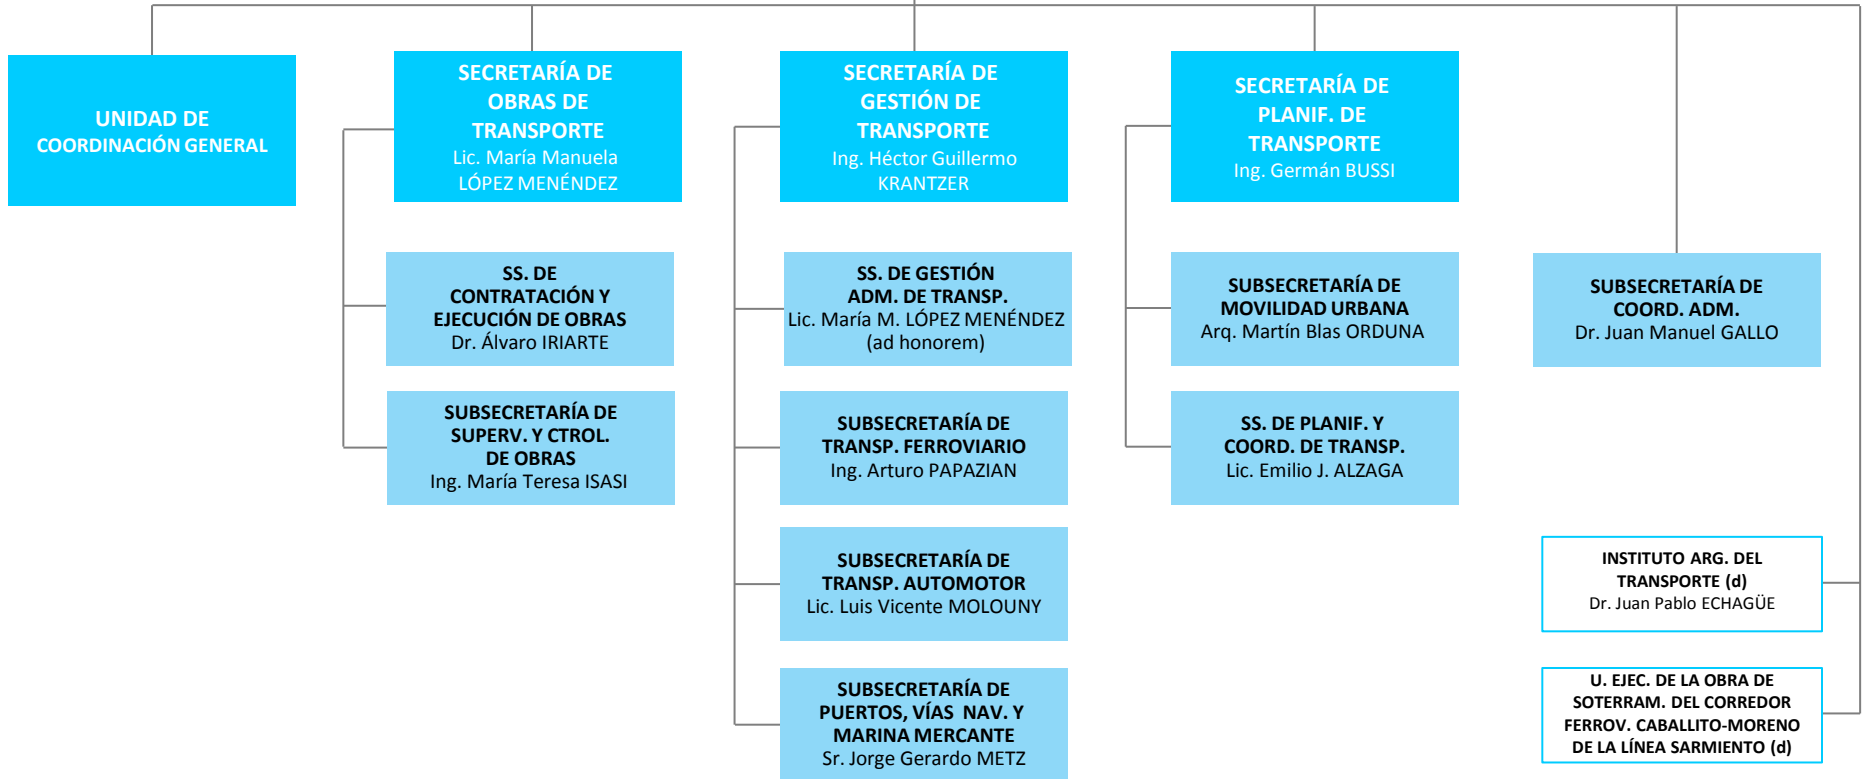 UNIDAD DE
COORDINACIÓN GENERAL
SECRETARÍA DE
OBRAS DE
TRANSPORTE
Lic. María Manuela
LÓPEZ MENÉNDEZ
SS. DE
CONTRATACIÓN Y
EJECUCIÓN DE OBRAS
Dr. Álvaro IRIARTE
SUBSECRETARÍA DE
SUPERV. Y CTROL.
DE OBRAS
Ing. María Teresa ISASI
SECRETARÍA DE
GESTIÓN DE
TRANSPORTE
Ing. Héctor Guillermo
KRANTZER
SS. DE GESTIÓN
ADM. DE TRANSP.
Lic. María M. LÓPEZ MENÉNDEZ
(ad honorem)
SUBSECRETARÍA DE
TRANSP. FERROVIARIO
Ing. Arturo PAPAZIAN
SUBSECRETARÍA DE
TRANSP. AUTOMOTOR
Lic. Luis Vicente MOLOUNY
SUBSECRETARÍA DE
PUERTOS, VÍAS NAV. Y
MARINA MERCANTE
Sr. Jorge Gerardo METZ
SECRETARÍA DE
PLANIF. DE
TRANSPORTE
Ing. Germán BUSSI
SUBSECRETARÍA DE
MOVILIDAD URBANA
Arq. Martín Blas ORDUNA
SS. DE PLANIF. Y
COORD. DE TRANSP.
Lic. Emilio J. ALZAGA
SUBSECRETARÍA DE
COORD. ADM.
Dr. Juan Manuel GALLO
INSTITUTO ARG. DEL
TRANSPORTE (d)
Dr. Juan Pablo ECHAGÜE
U. EJEC. DE LA OBRA DE
SOTERRAM. DEL CORREDOR
FERROV. CABALLITO-MORENO
DE LA LÍNEA SARMIENTO (d)